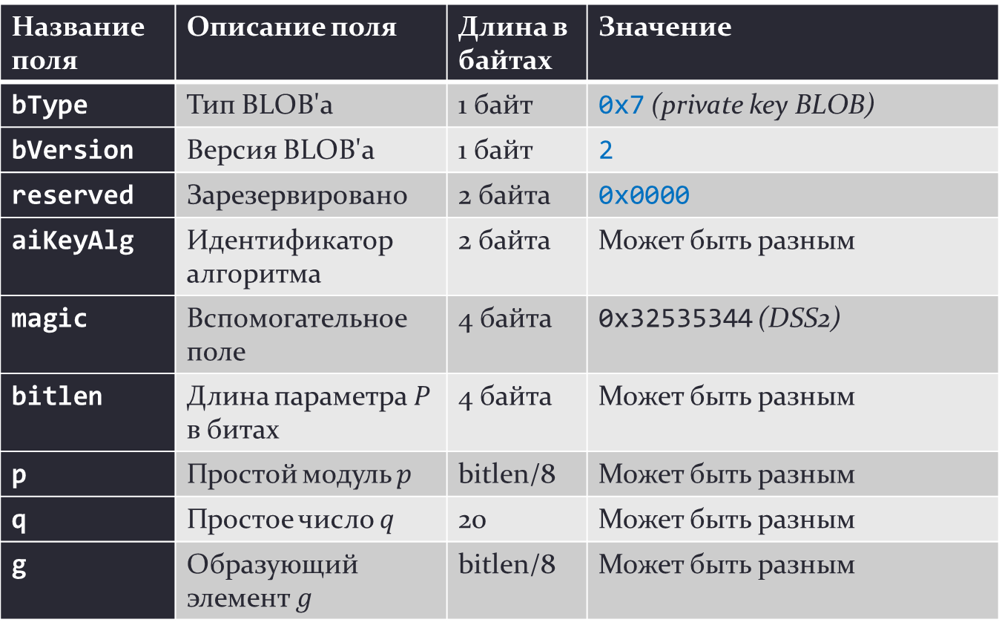 Название поля Описание поля Длина в байтах Значение
bType Тип BLOB'а 1 байт 0x7 (private key BLOB)
bVersion Версия BLOB'а 1 байт 2
reserved Зарезервировано 2 байта 0x0000
aiKeyAlg Идентификатор алгоритма 2 байта Может быть разным
magic Вспомогательное поле 4 байта 0x32535344 (DSS2)
bitlen Длина параметра P в битах 4 байта Может быть разным
p Простой модуль p bitlen/8 Может быть разным
q Простое число q 20 Может быть разным
g Образующий элемент g bitlen/8 Может быть разным